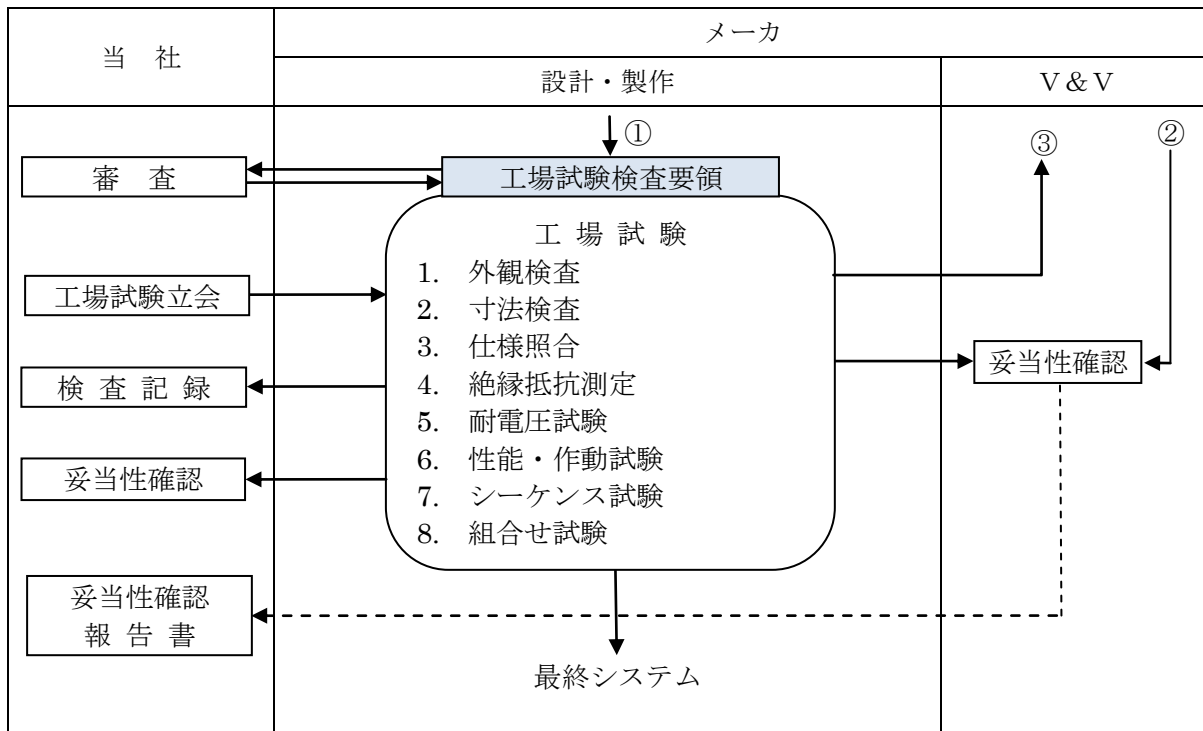 当 社
メーカ
設計・製作
V&V
①
③
②
審 査
工場試験検査要領
工 場 試 験
1. 外観検査
2. 寸法検査
3. 仕様照合
4. 絶縁抵抗測定
5. 耐電圧試験
6. 性能・作動試験
7. シーケンス試験
8. 組合せ試験
工場試験立会
検 査 記 録
妥当性確認
妥当性確認
報 告 書
妥当性確認
最終システム